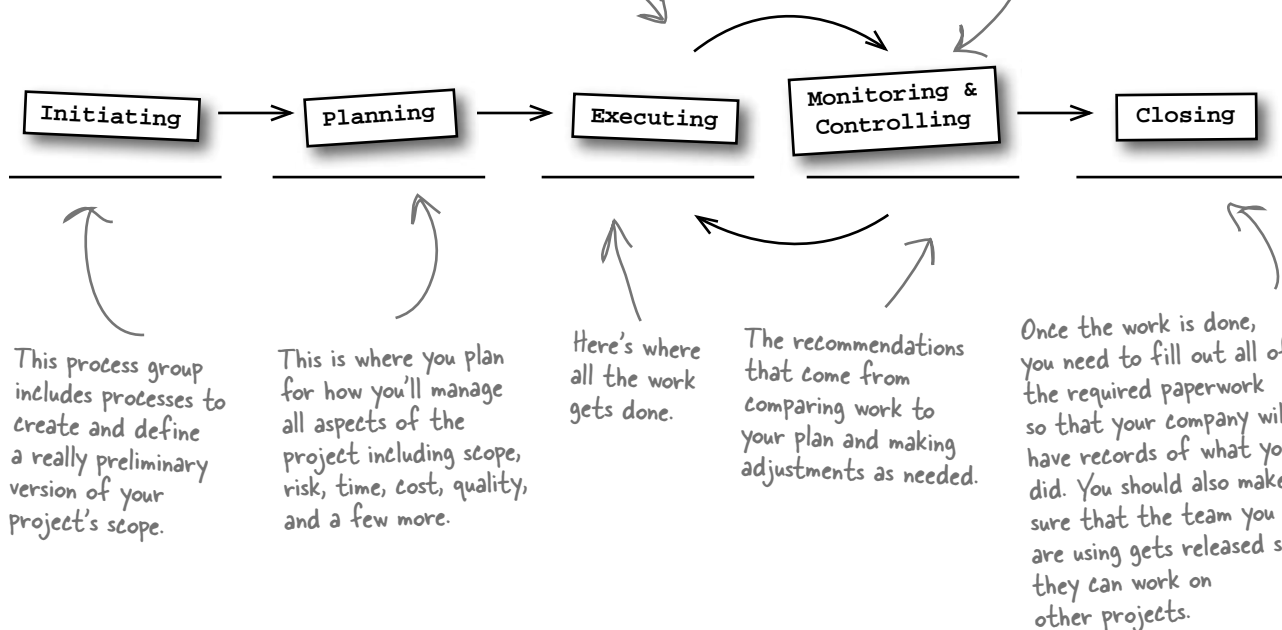 Initiating
Planning
Executing
Monitoring &
Controlling
Closing
This process group
includes processes to
create and define
a really preliminary
version of your
project's scope.
This is where you plan
for how you'll manage
all aspects of the
project including scope,
risk, time, cost, quality,
and a few more.
Here's where
all the work
gets done.
The recommendations
that come from
comparing work to
your plan and making
adjustments as needed.
Once the work is done,
you need to fill out all
the required paperwork
so that your company
have records of what
did. You should also make
sure that the team you
are using gets released
they can work on
other projects.